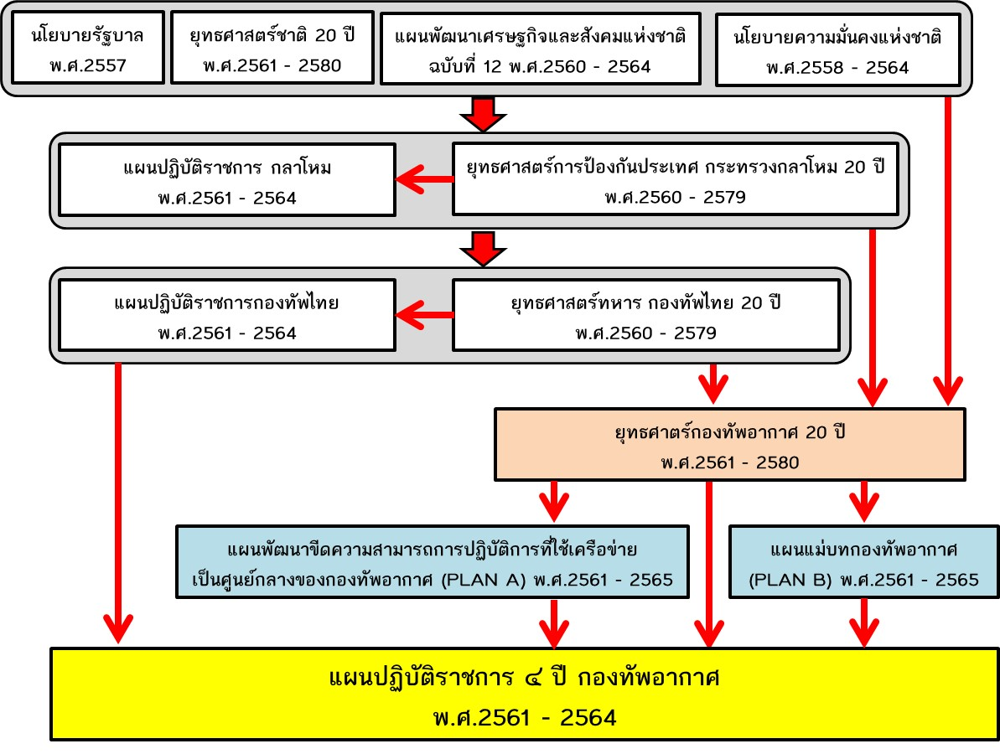 นโยบายรัฐบาล
พ.ศ.2557
ยุทธศาสตร์ชาติ 20 ปี
พ.ศ.2561 - 2580
แผนพัฒนาเศรษฐกิจและสังคมแห่งชาติ
ฉบับที่ 12 พ.ศ.2560 - 2564
นโยบายความมั่นคงแห่งชาติ
พ.ศ.2558 - 2564
แผนปฏิบัติราชการ กลาโหม
พ.ศ.2561 - 2564
ยุทธศาสตร์การป้องกันประเทศ กระทรวงกลาโหม 20 ปี
พ.ศ.2560 - 2579
แผนปฏิบัติราชการกองทัพไทย
พ.ศ.2561 - 2564
ยุทธศาสตร์ทหาร กองทัพไทย 20 ปี
พ.ศ.2560 - 2579
ยุทธศาตร์กองทัพอากาศ 20 ปี
พ.ศ.2561 - 2580
แผนพัฒนาขีดความสามารถการปฏิบัติการที่ใช้เครือข่าย
เป็นศูนย์กลางของกองทัพอากาศ (PLAN A) พ.ศ.2561 - 2565
แผนแม่บทกองทัพอากาศ
(PLAN B) พ.ศ.2561 - 2565
แผนปฏิบัติราชการ ๔ ปี กองทัพอากาศ
พ.ศ.2561 - 2564